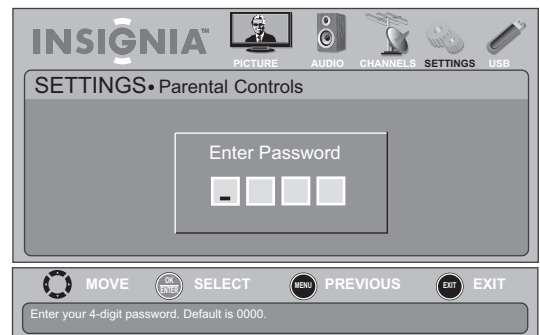 INSIGNIA™
PICTURE AUDIO CHANNELS SETTINGS USB
SETTINGS • Parental Controls
Enter Password
_
MOVE OK ENTER SELECT MENU PREVIOUS EXIT EXIT
Enter your 4-digit password. Default is 0000.